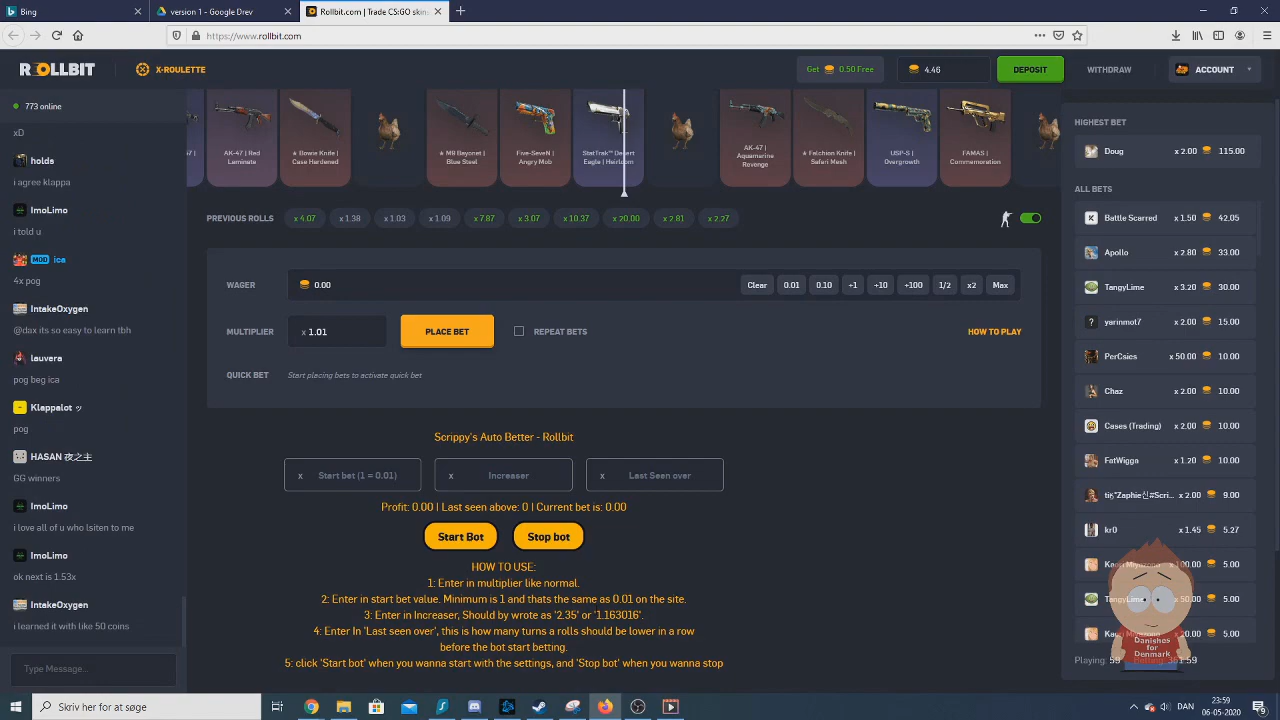 Bing
version 1 - Google Dev
Rollbit.com | Trade CS:GO skin
https://www.rollbit.com
ROLLBIT
X-ROULETTE
Get 0.50 Free
4.46
DEPOSIT
WITHDRAW
ACCOUNT
773 online
xD
holds
i agree klappa
ImoLimo
i told u
MOD ica
4x pog
IntakeOxygen
@dax its so easy to learn tbh
lauvera
pog beg ica
Klappalot ッ
pog
HASAN 夜之主
GG winners
ImoLimo
i love all of u who lsiten to me
ImoLimo
ok next is 1.53x
IntakeOxygen
i learned it with like 50 coins
Type Message...
AK-47 | Red Laminate
★ Bowie Knife | Case Hardened
★ M9 Bayonet | Blue Steel
Five-SeveN | Angry Mob
StatTrak™ Desert Eagle | Heirloom
AK-47 | Aquamarine Revenge
★ Falchion Knife | Safari Mesh
USP-S | Overgrowth
FAMAS | Commemoration
PREVIOUS ROLLS x 4.07 x 1.38 x 1.03 x 1.09 x 7.87 x 3.07 x 10.37 x 20.00 x 2.81 x 2.27
WAGER 0.00 Clear 0.01 0.10 +1 +10 +100 1/2 x2 Max
MULTIPLIER x 1.01 PLACE BET REPEAT BETS HOW TO PLAY
QUICK BET Start placing bets to activate quick bet
Scrippy's Auto Better - Rollbit
x Start bet (1 = 0.01) x Increaser x Last Seen over
Profit: 0.00 | Last seen above: 0 | Current bet is: 0.00
Start Bot Stop bot
HOW TO USE:
1: Enter in multiplier like normal.
2: Enter in start bet value. Minimum is 1 and thats the same as 0.01 on the site.
3: Enter in Increaser, Should by wrote as '2.35' or '1.163016'.
4: Enter In 'Last seen over', this is how many turns a rolls should be lower in a row
before the bot start betting.
5: click 'Start bot' when you wanna start with the settings, and 'Stop bot' when you wanna stop
HIGHEST BET
Doug x 2.00 115.00
ALL BETS
Battle Scarred x 1.50 42.05
Apollo x 2.80 33.00
TangyLime x 3.20 30.00
yarinmot7 x 2.00 15.00
PerCsies x 50.00 10.00
Chaz x 2.00 10.00
Cases (Trading) x 2.00 10.00
FatWigga x 1.20 10.00
x 2.00 9.00
kr0 x 1.45 5.27
5.00
TangyLime 5.00
5.00
Playing: 59
Danishes
for
Denmark
Skriv her for at søge
DAN
23:59
06-05-2020